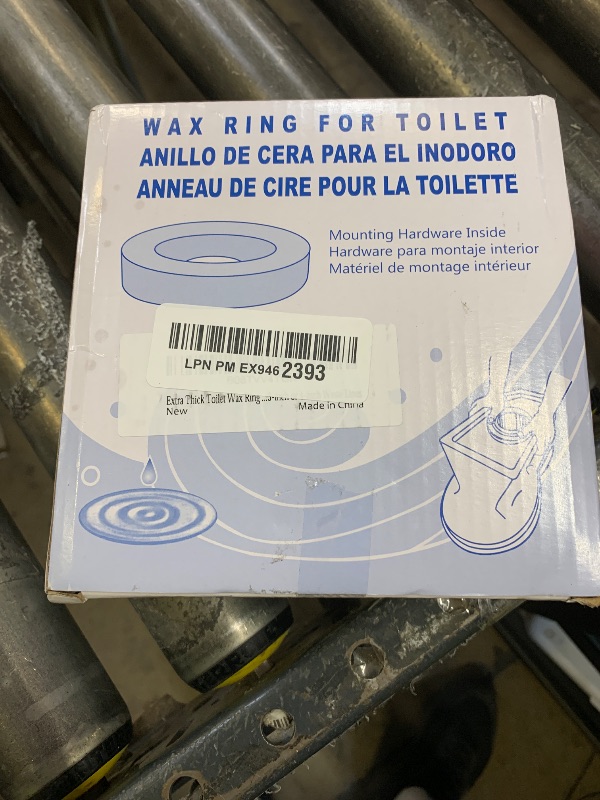 WAX RING FOR TOILET
ANILLO DE CERA PARA EL INODORO
ANNEAU DE CIRE POUR LA TOILETTE
Mounting Hardware Inside
Hardware para montaje interior
Matériel de montage intérieur
LPN PM EX946 2393
Extra Thick Toilet Wax Ring
New
Made in China